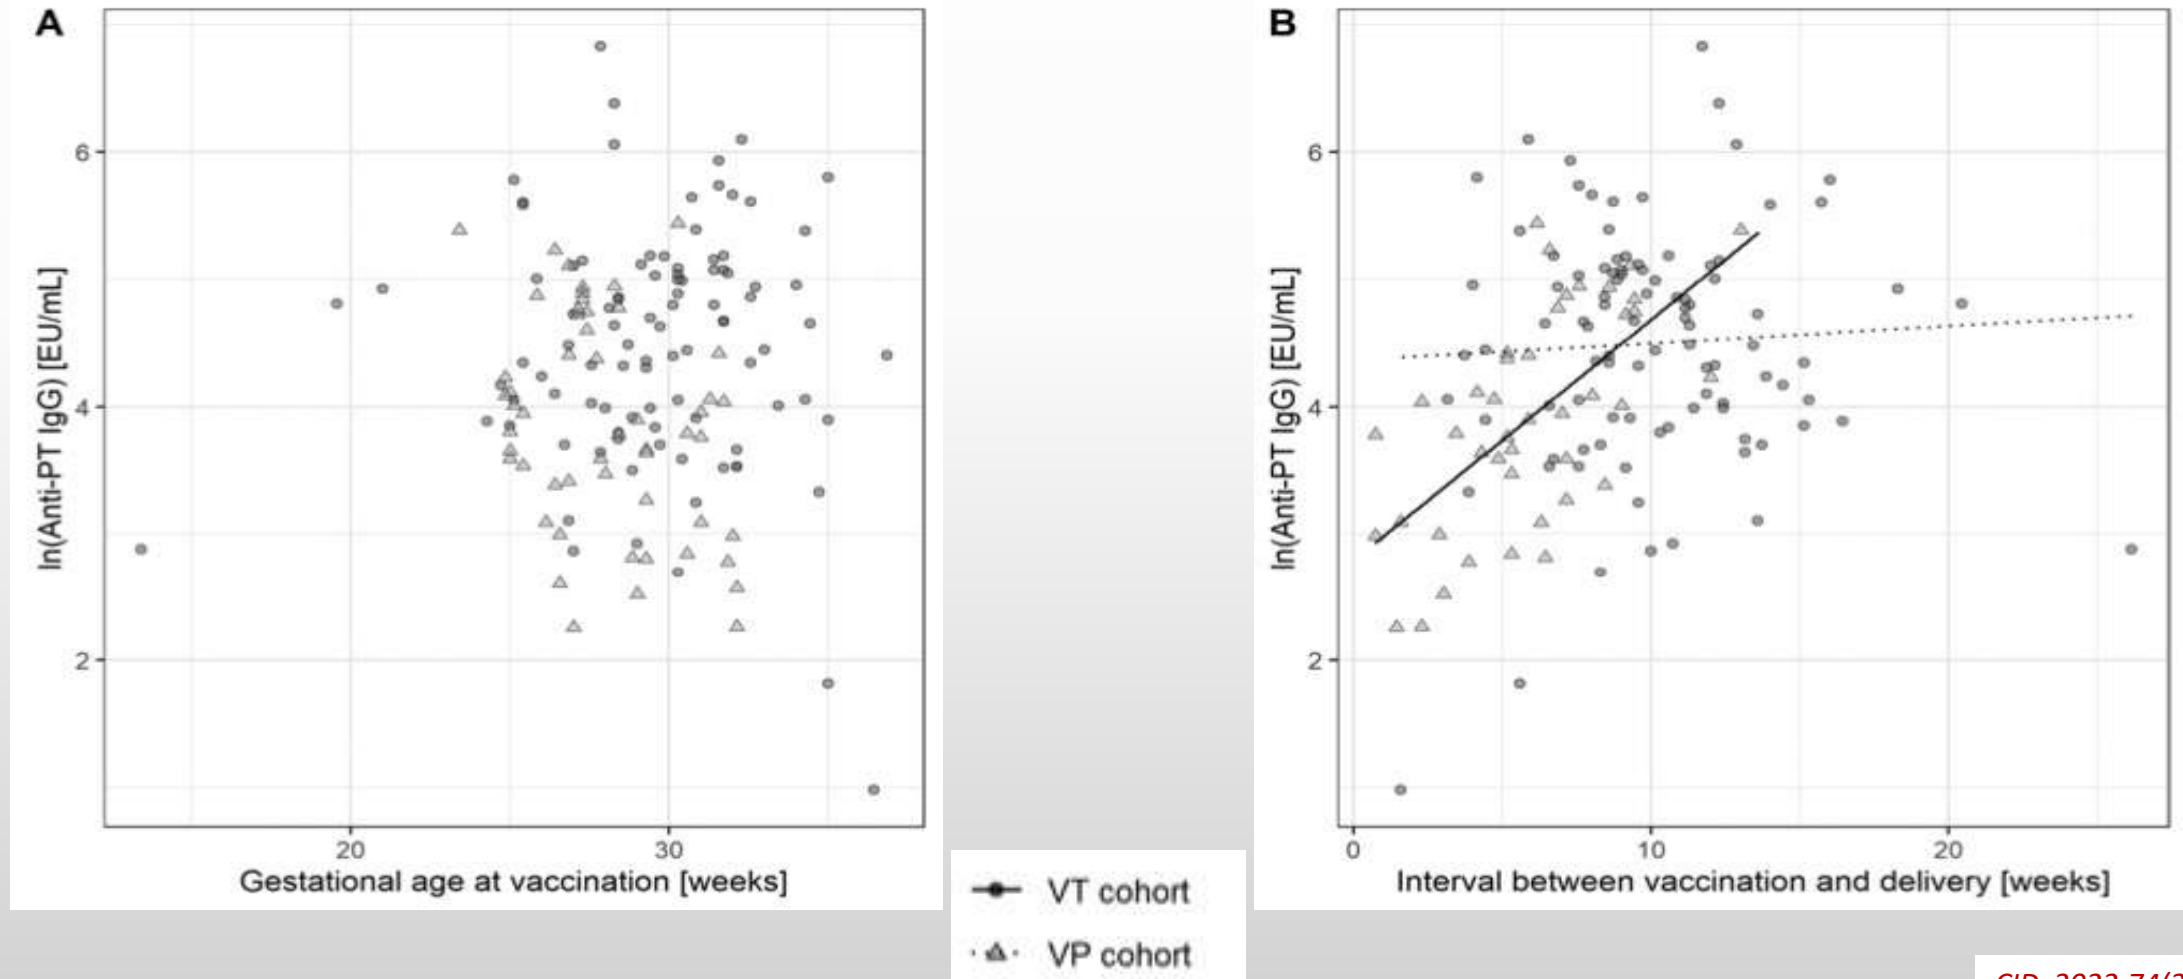 A
ln(Anti-PT IgG) [EU/mL]
6
4
2
20
30
Gestational age at vaccination [weeks]
B
ln(Anti-PT IgG) [EU/mL]
6
4
2
0
10
20
Interval between vaccination and delivery [weeks]
VT cohort
VP cohort